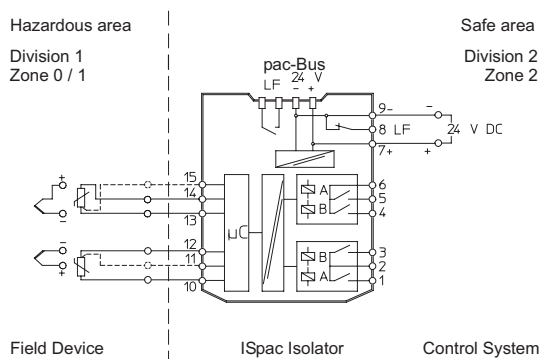 Hazardous area
Safe area
Division 1
Zone 0 / 1
Division 2
Zone 2
pac-Bus
LF 24 V
- +
9-
8 LF
7+
-
24 V DC
+
+
-
15
14
13
6
5
4
A
B
µC
-
+
12
11
10
3
2
1
B
A
Field Device
ISpac Isolator
Control System